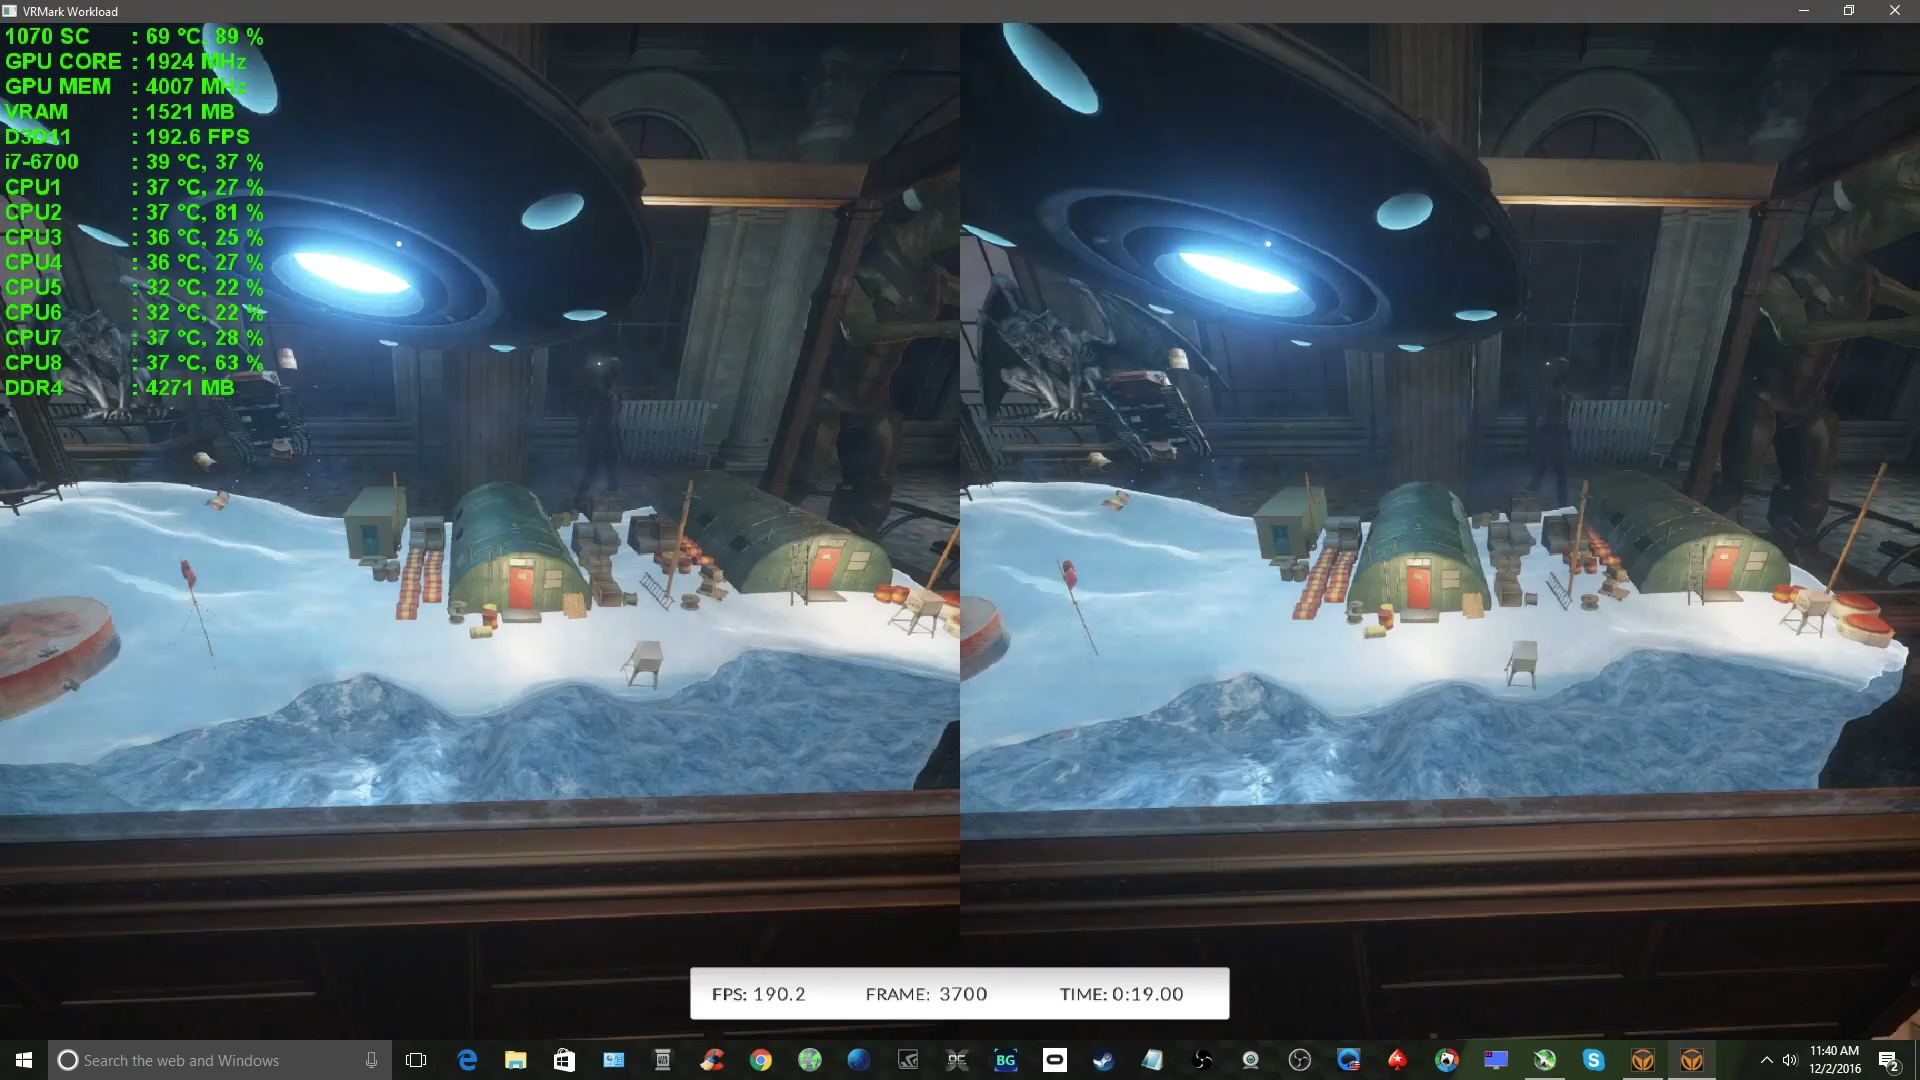 VRMark Workload
1070 SC : 69 °C, 89 %
GPU CORE : 1924 MHz
GPU MEM : 4007 MHz
VRAM : 1521 MB
D3D11 : 192.6 FPS
i7-6700 : 39 °C, 37 %
CPU1 : 37 °C, 27 %
CPU2 : 37 °C, 81 %
CPU3 : 36 °C, 25 %
CPU4 : 36 °C, 27 %
CPU5 : 32 °C, 22 %
CPU6 : 32 °C, 22 %
CPU7 : 37 °C, 28 %
CPU8 : 37 °C, 63 %
DDR4 : 4271 MB
FPS: 190.2 FRAME: 3700 TIME: 0:19.00
Search the web and Windows
BG
11:40 AM
12/2/2016
2